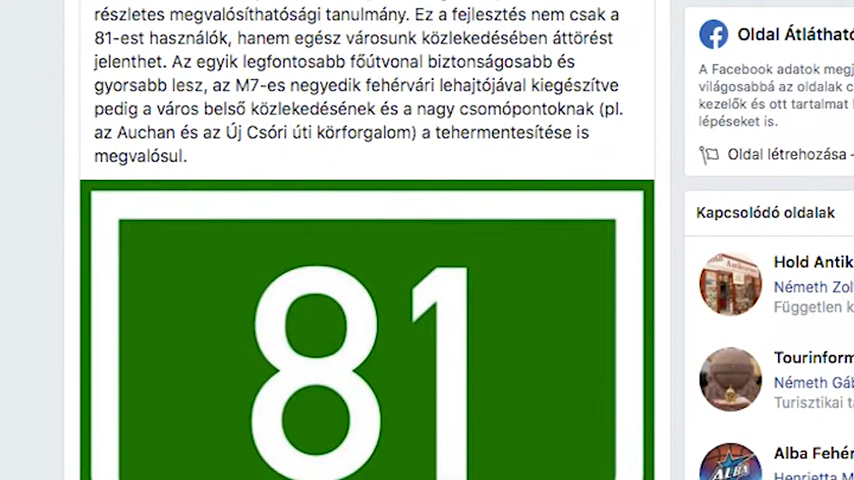 részletes megvalósíthatósági tanulmány. Ez a fejlesztés nem csak a
81-est használók, hanem egész városunk közlekedésében áttörést
jelenthet. Az egyik legfontosabb főútvonal biztonságosabb és
gyorsabb lesz, az M7-es negyedik fehérvári lehajtójával kiegészítve
pedig a város belső közlekedésének és a nagy csomópontoknak (pl.
az Auchan és az Új Csóri úti körforgalom) a tehermentesítése is
megvalósul.
81
Oldal Átlátható
A Facebook adatok megj
világosabbá az oldalak c
kezelők és ott tartalmat
lépéseket is.
Oldal létrehozása -
Kapcsolódó oldalak
Hold Antik
Németh Zol
Független k
Tourinform
Németh Gáb
Turisztikai t
Alba Fehér
Henrietta M
ALBA